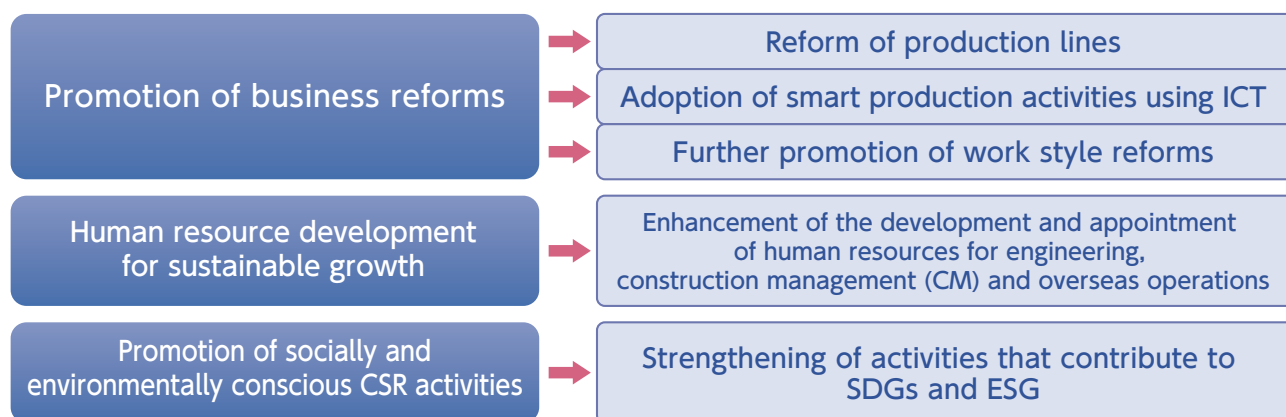 Promotion of business reforms
Reform of production lines
Adoption of smart production activities using ICT
Further promotion of work style reforms
Human resource development
for sustainable growth
Enhancement of the development and appointment
of human resources for engineering,
construction management (CM) and overseas operations
Promotion of socially and
environmentally conscious CSR activities
Strengthening of activities that contribute to
SDGs and ESG